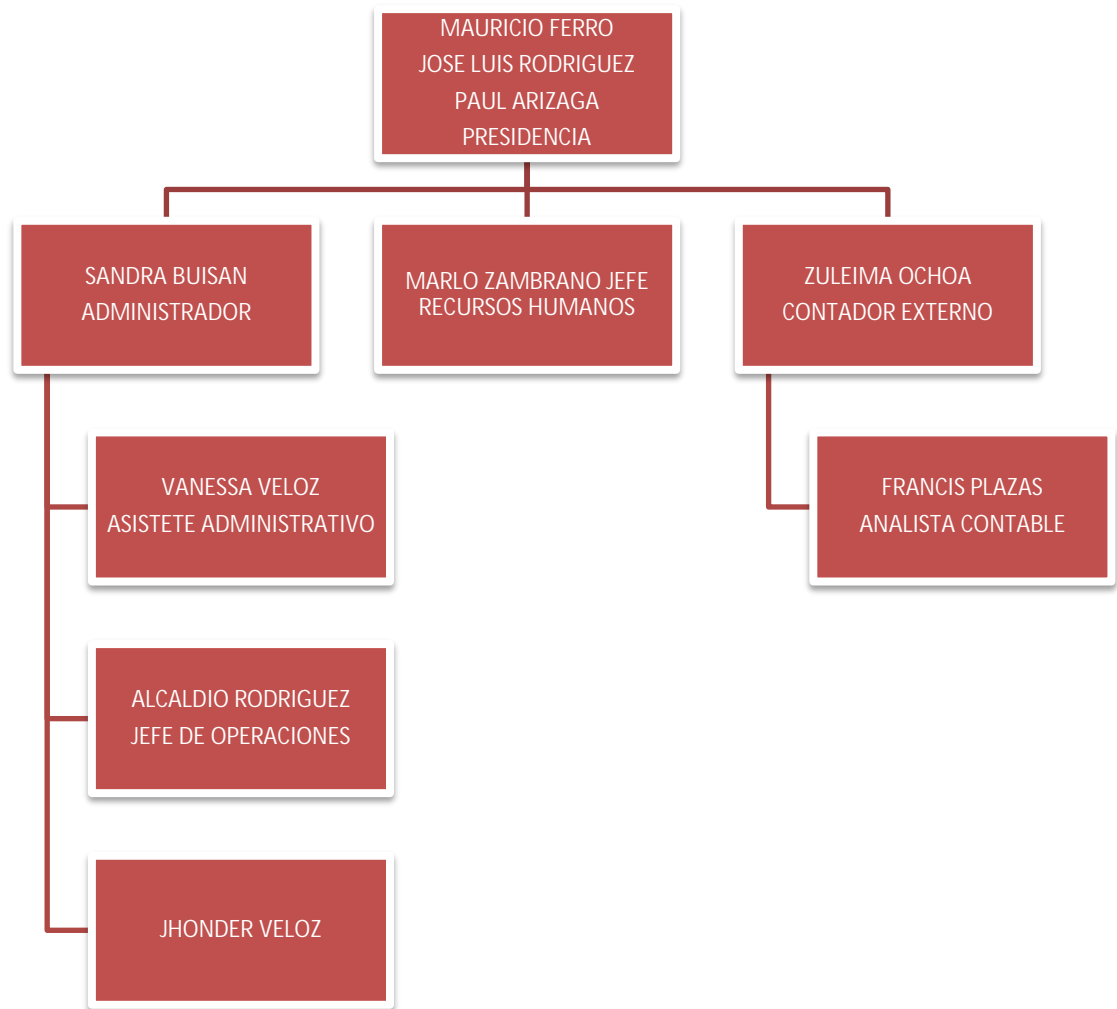 MAURICIO FERRO
JOSE LUIS RODRIGUEZ
PAUL ARIZAGA
PRESIDENCIA
SANDRA BUISAN
ADMINISTRADOR
MARLO ZAMBRANO JEFE
RECURSOS HUMANOS
ZULEIMA OCHOA
CONTADOR EXTERNO
VANESSA VELOZ
ASISTETE ADMINISTRATIVO
FRANCIS PLAZAS
ANALISTA CONTABLE
ALCALDIO RODRIGUEZ
JEFE DE OPERACIONES
JHONDER VELOZ